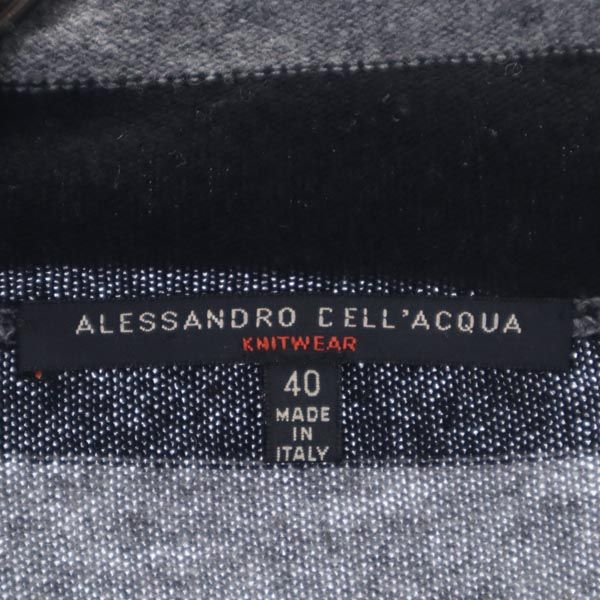 ALESSANDRO DELL'ACQUA
KNITWEAR
40
MADE
IN
ITALY